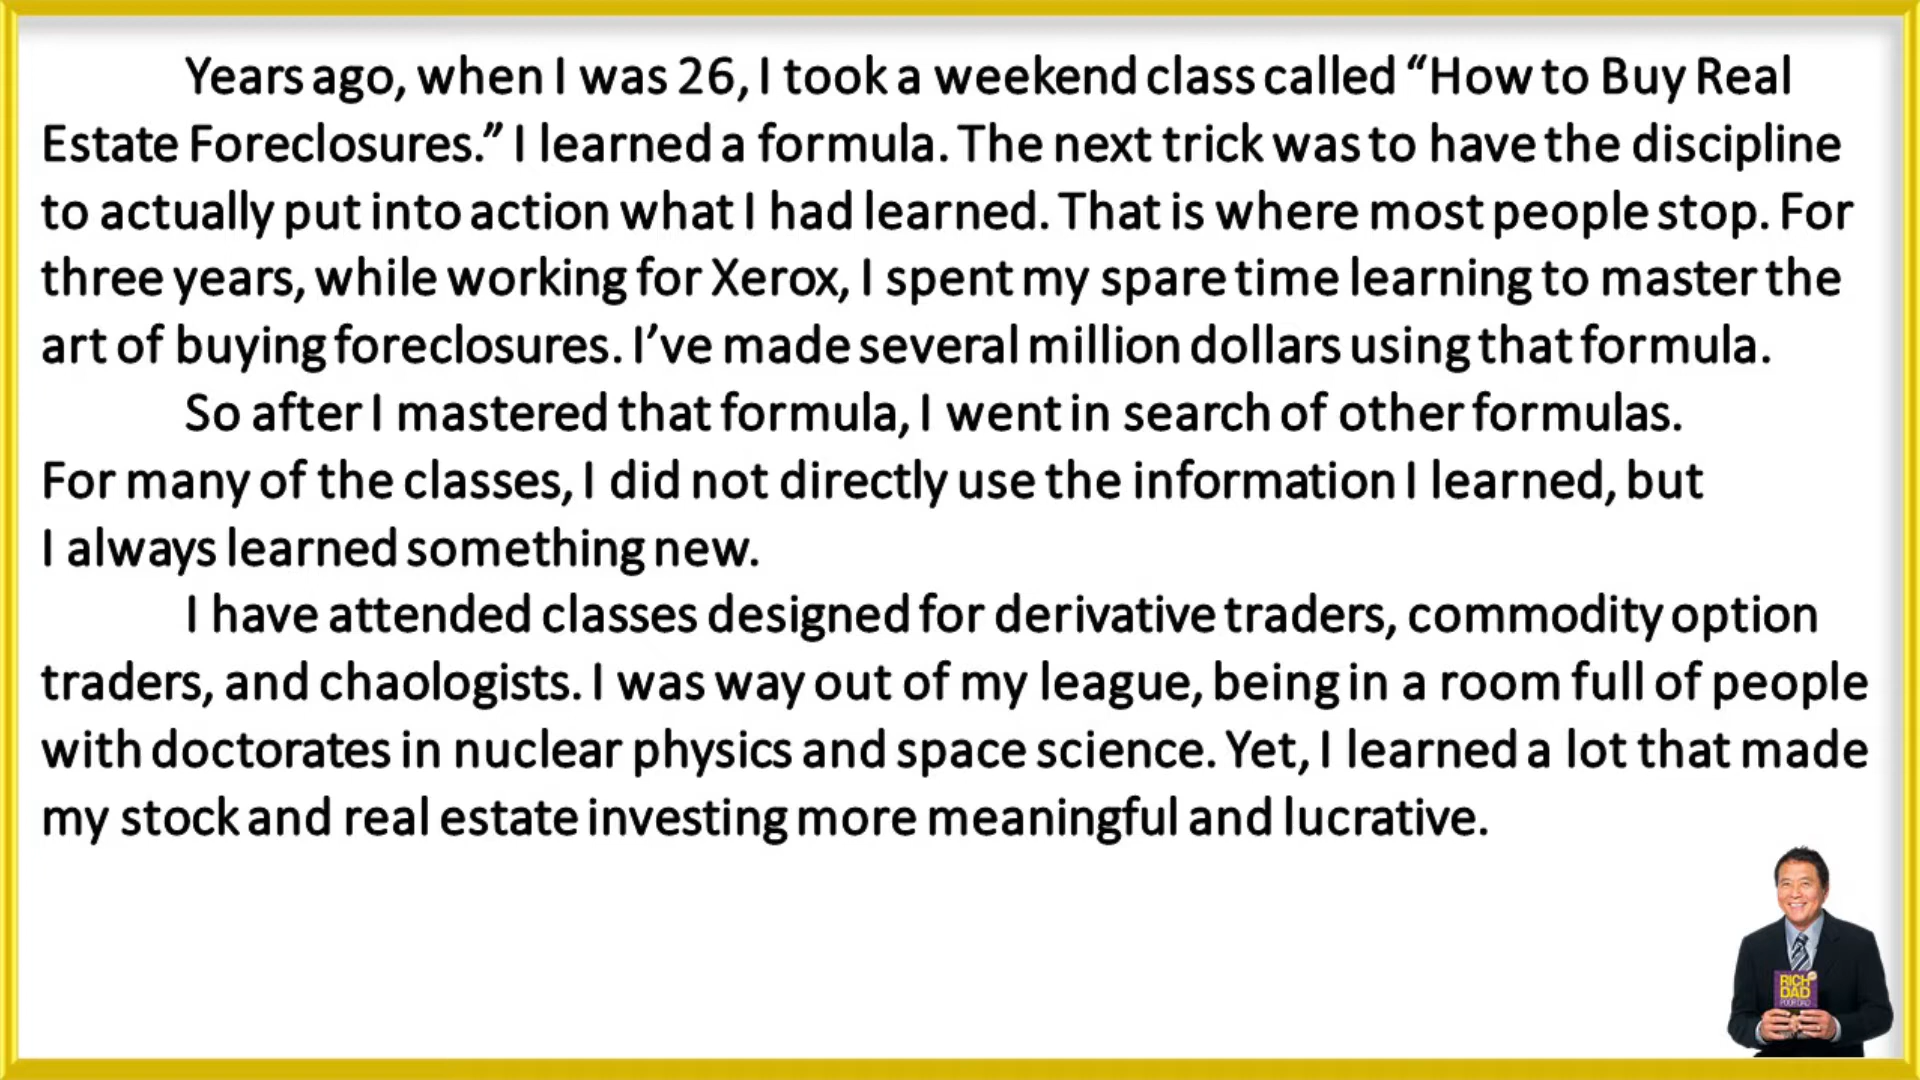 Years ago, when I was 26, I took a weekend class called “How to Buy Real
Estate Foreclosures.” I learned a formula. The next trick was to have the discipline
to actually put into action what I had learned. That is where most people stop. For
three years, while working for Xerox, I spent my spare time learning to master the
art of buying foreclosures. I’ve made several million dollars using that formula.
So after I mastered that formula, I went in search of other formulas.
For many of the classes, I did not directly use the information I learned, but
I always learned something new.
I have attended classes designed for derivative traders, commodity option
traders, and chaologists. I was way out of my league, being in a room full of people
with doctorates in nuclear physics and space science. Yet, I learned a lot that made
my stock and real estate investing more meaningful and lucrative.
RICH
DAD
POOR DAD